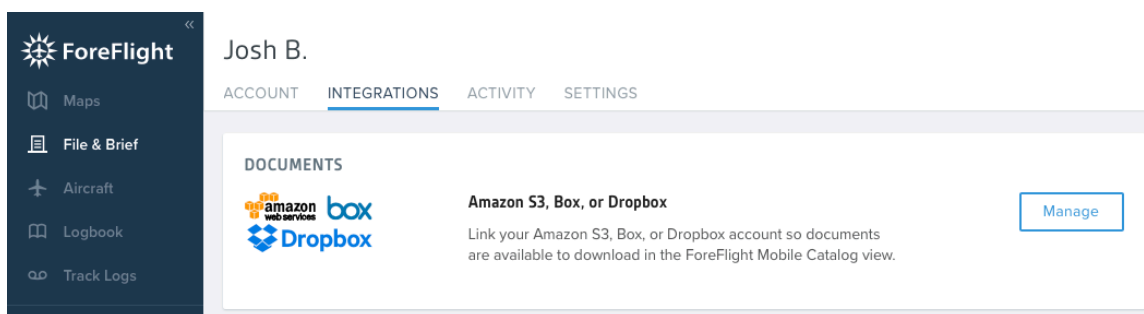 «
ForeFlight
Maps
File & Brief
Aircraft
Logbook
Track Logs
Josh B.
ACCOUNT INTEGRATIONS ACTIVITY SETTINGS
DOCUMENTS
amazon
web services
box
Dropbox
Amazon S3, Box, or Dropbox
Link your Amazon S3, Box, or Dropbox account so documents
are available to download in the ForeFlight Mobile Catalog view.
Manage